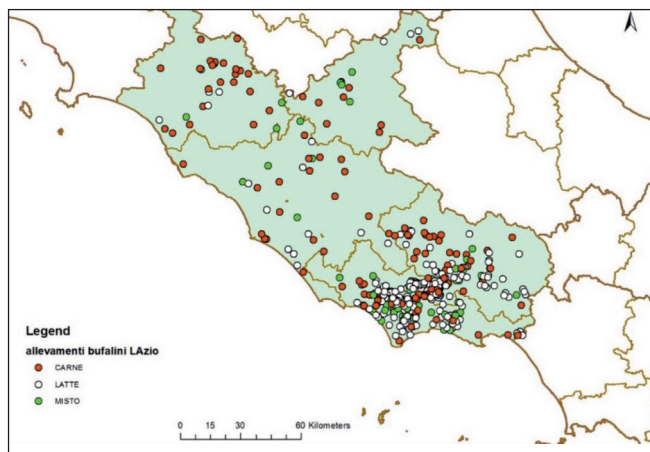 Legend
allevamenti bufalini LAzio
CARNE
LATTE
MISTO
0 15 30 60 Kilometers